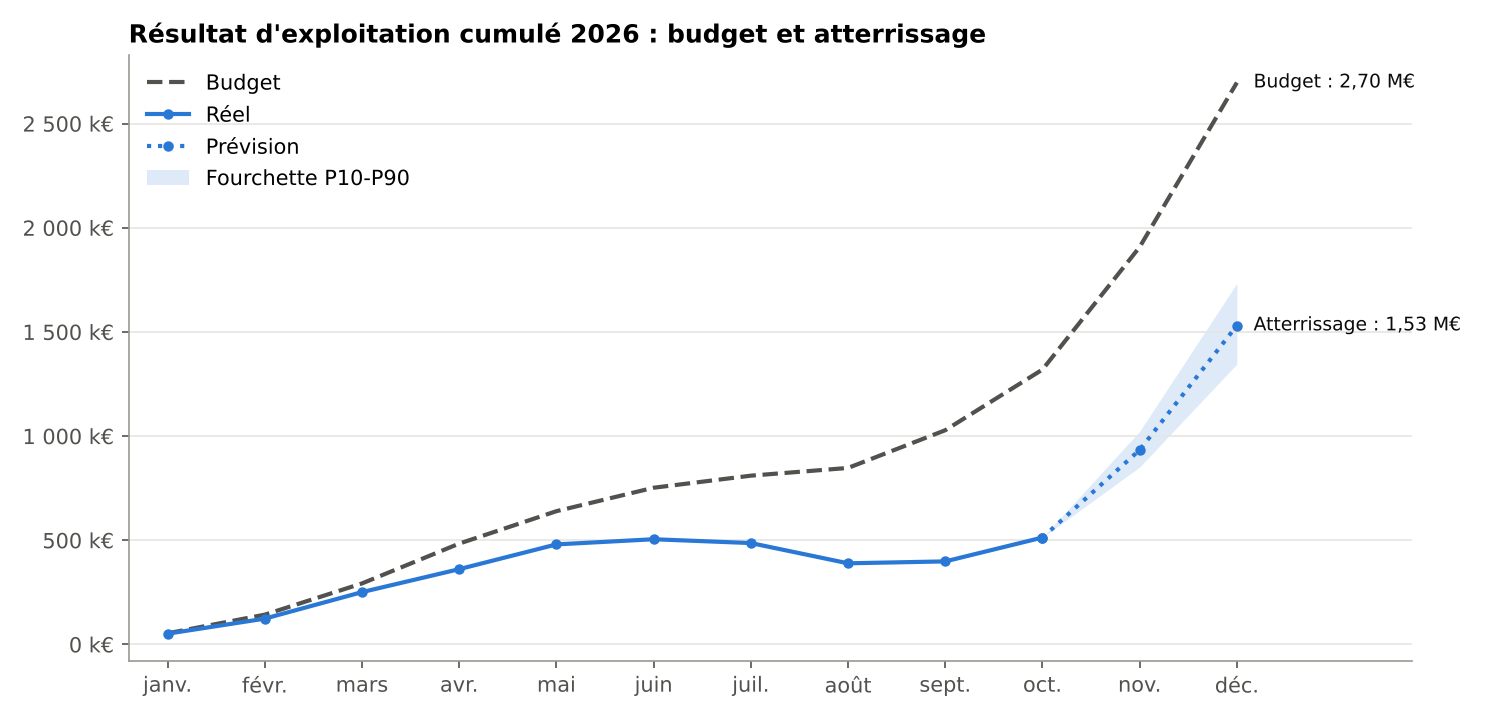 Résultat d'exploitation cumulé 2026 : budget et atterrissage
Budget
Réel
Prévision
Fourchette P10-P90
Budget : 2,70 M€
Atterrissage : 1,53 M€
2 500 k€
2 000 k€
1 500 k€
1 000 k€
500 k€
0 k€
janv. févr. mars avr. mai juin juil. août sept. oct. nov. déc.